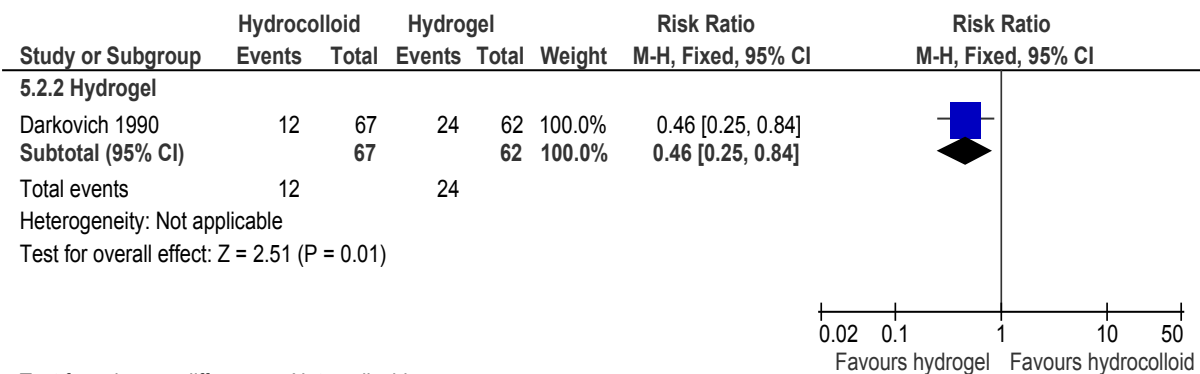 Hydrocolloid Hydrogel Risk Ratio Risk Ratio
Study or Subgroup Events Total Events Total Weight M-H, Fixed, 95% CI M-H, Fixed, 95% CI
5.2.2 Hydrogel
Darkovich 1990 12 67 24 62 100.0% 0.46 [0.25, 0.84]
Subtotal (95% CI) 67 62 100.0% 0.46 [0.25, 0.84]
Total events 12 24
Heterogeneity: Not applicable
Test for overall effect: Z = 2.51 (P = 0.01)
0.02 0.1 1 10 50
Favours hydrogel Favours hydrocolloid